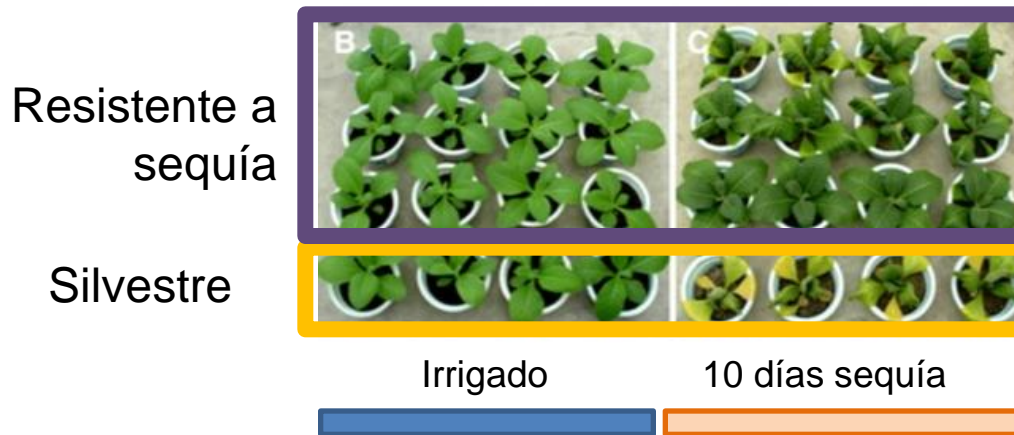 B
C
Resistente a
sequía
Silvestre
Irrigado
10 días sequía